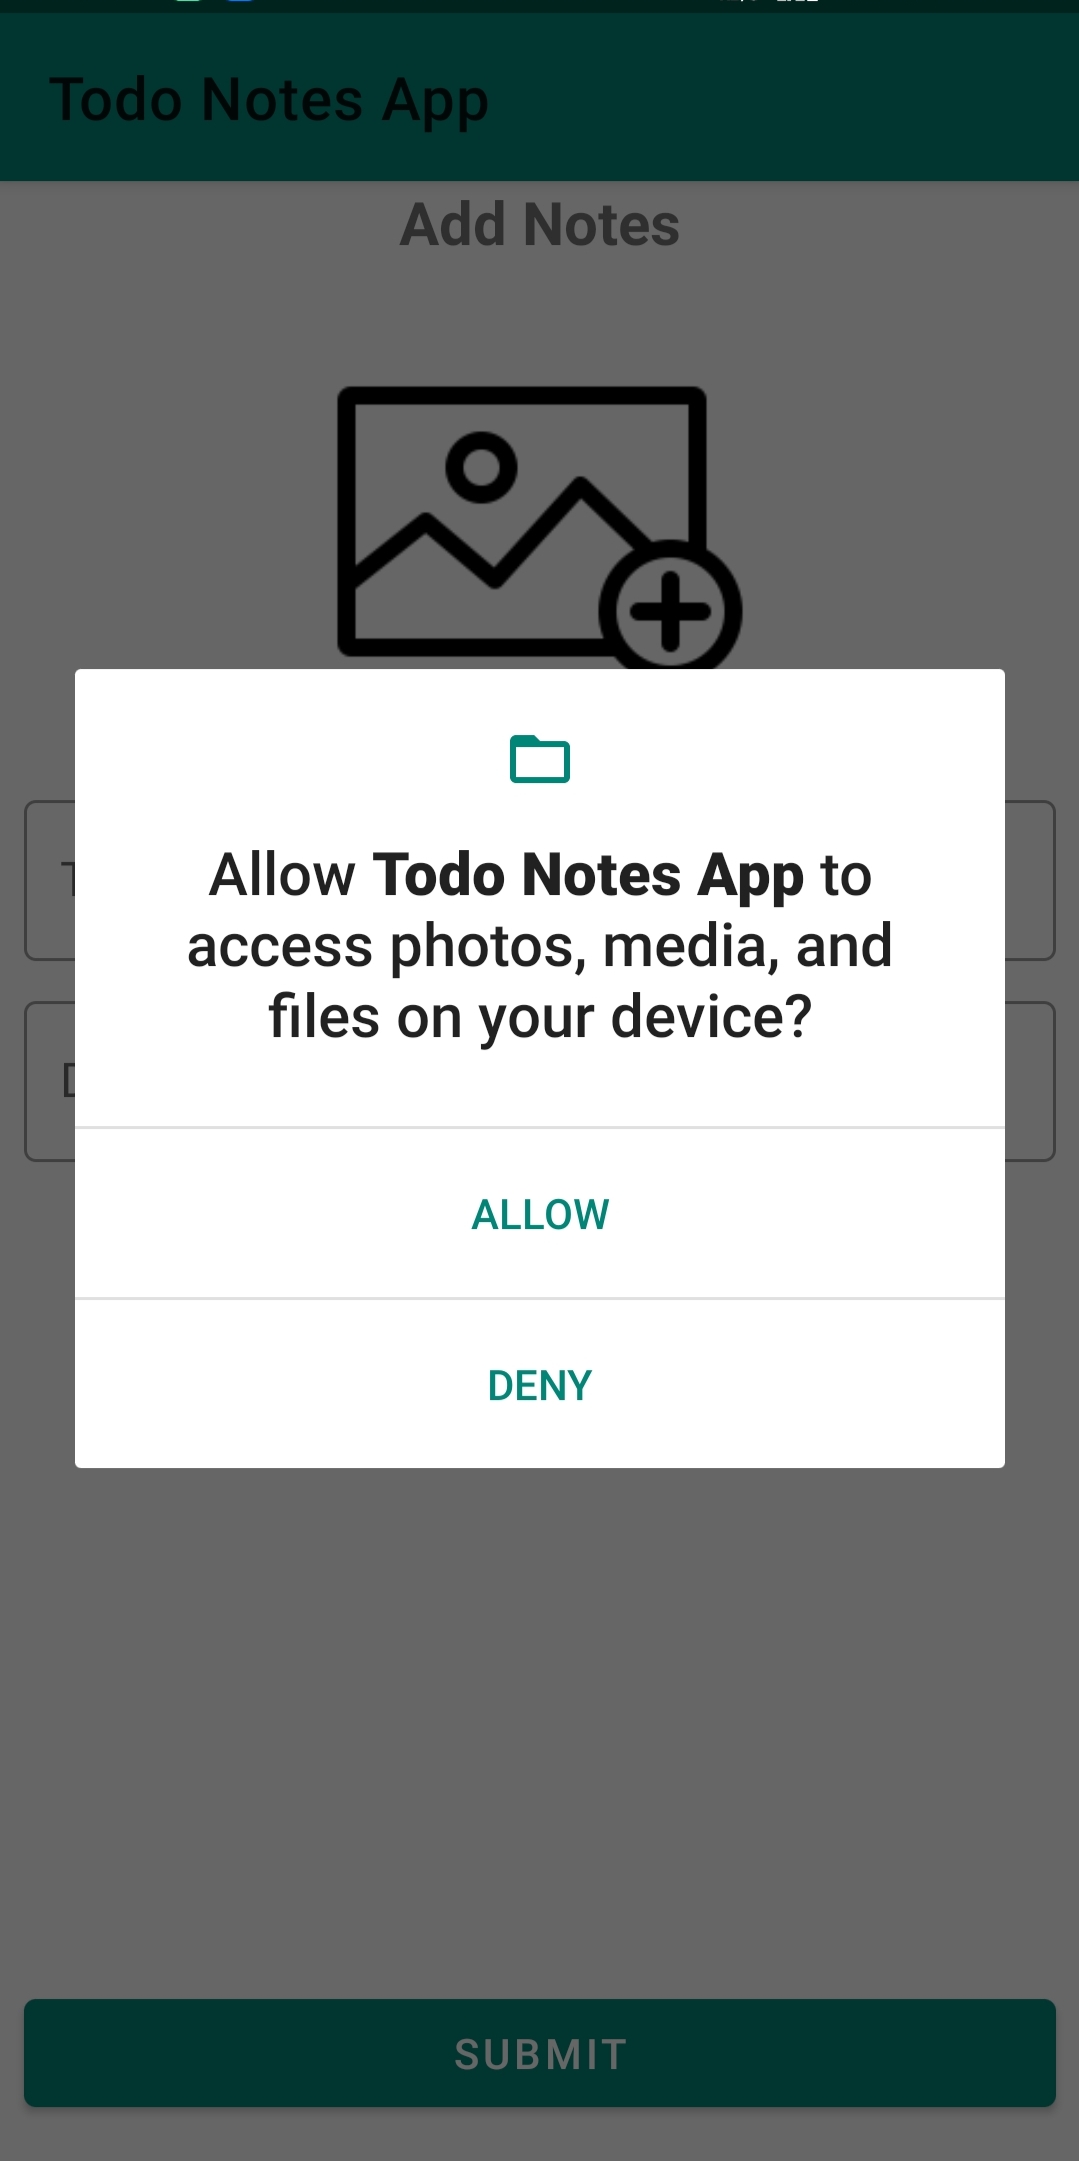 Todo Notes App
Add Notes
Allow Todo Notes App to
access photos, media, and
files on your device?
ALLOW
DENY
SUBMIT